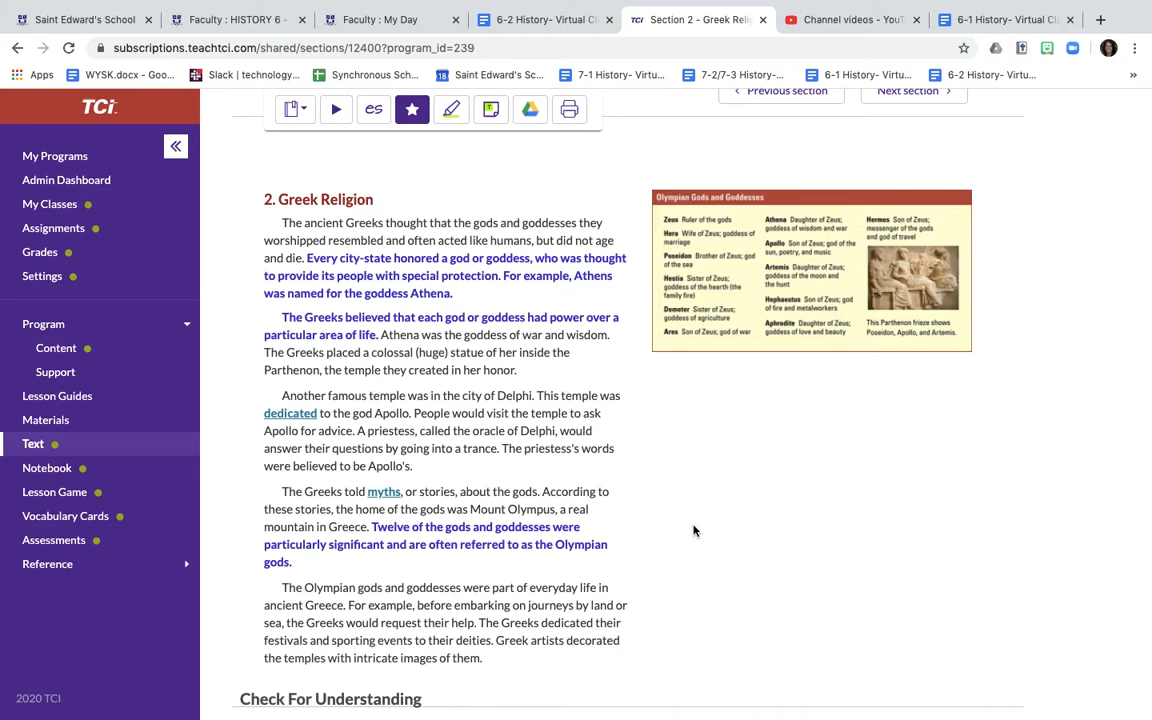 Saint Edward's School
Faculty : HISTORY 6 -
Faculty : My Day
6-2 History- Virtual Cl
Section 2 - Greek Reli
Channel videos - YouT
6-1 History- Virtual Cl
subscriptions.teachtci.com/shared/sections/12400?program_id=239
Apps
WYSK.docx - Goo...
Slack | technology...
Synchronous Sch...
18
Saint Edward's Sc...
7-1 History- Virtu...
7-2/7-3 History-...
6-1 History- Virtu...
6-2 History- Virtu...
»
TCi
My Programs
Admin Dashboard
My Classes
Assignments
Grades
Settings
Program
Content
Support
Lesson Guides
Materials
Text
Notebook
Lesson Game
Vocabulary Cards
Assessments
Reference
2020 TCI
es
T
Previous section
Next section
2. Greek Religion
The ancient Greeks thought that the gods and goddesses they
worshipped resembled and often acted like humans, but did not age
and die. Every city-state honored a god or goddess, who was thought
to provide its people with special protection. For example, Athens
was named for the goddess Athena.
The Greeks believed that each god or goddess had power over a
particular area of life. Athena was the goddess of war and wisdom.
The Greeks placed a colossal (huge) statue of her inside the
Parthenon, the temple they created in her honor.
Another famous temple was in the city of Delphi. This temple was
dedicated to the god Apollo. People would visit the temple to ask
Apollo for advice. A priestess, called the oracle of Delphi, would
answer their questions by going into a trance. The priestess's words
were believed to be Apollo's.
The Greeks told myths, or stories, about the gods. According to
these stories, the home of the gods was Mount Olympus, a real
mountain in Greece. Twelve of the gods and goddesses were
particularly significant and are often referred to as the Olympian
gods.
The Olympian gods and goddesses were part of everyday life in
ancient Greece. For example, before embarking on journeys by land or
sea, the Greeks would request their help. The Greeks dedicated their
festivals and sporting events to their deities. Greek artists decorated
the temples with intricate images of them.
Check For Understanding
Olympian Gods and Goddesses
Zeus Ruler of the gods
Hera Wife of Zeus; goddess of
marriage
Poseidon Brother of Zeus; god
of the sea
Hestia Sister of Zeus;
goddess of the hearth (the
family fire)
Demeter Sister of Zeus;
goddess of agriculture
Ares Son of Zeus; god of war
Athena Daughter of Zeus;
goddess of wisdom and war
Apollo Son of Zeus; god of the
sun, poetry, and music
Artemis Daughter of Zeus;
goddess of the moon and
the hunt
Hephaestus Son of Zeus; god
of fire and metalworkers
Aphrodite Daughter of Zeus;
goddess of love and beauty
Hermes Son of Zeus;
messenger of the gods
and god of travel
This Parthenon frieze shows
Poseidon, Apollo, and Artemis.